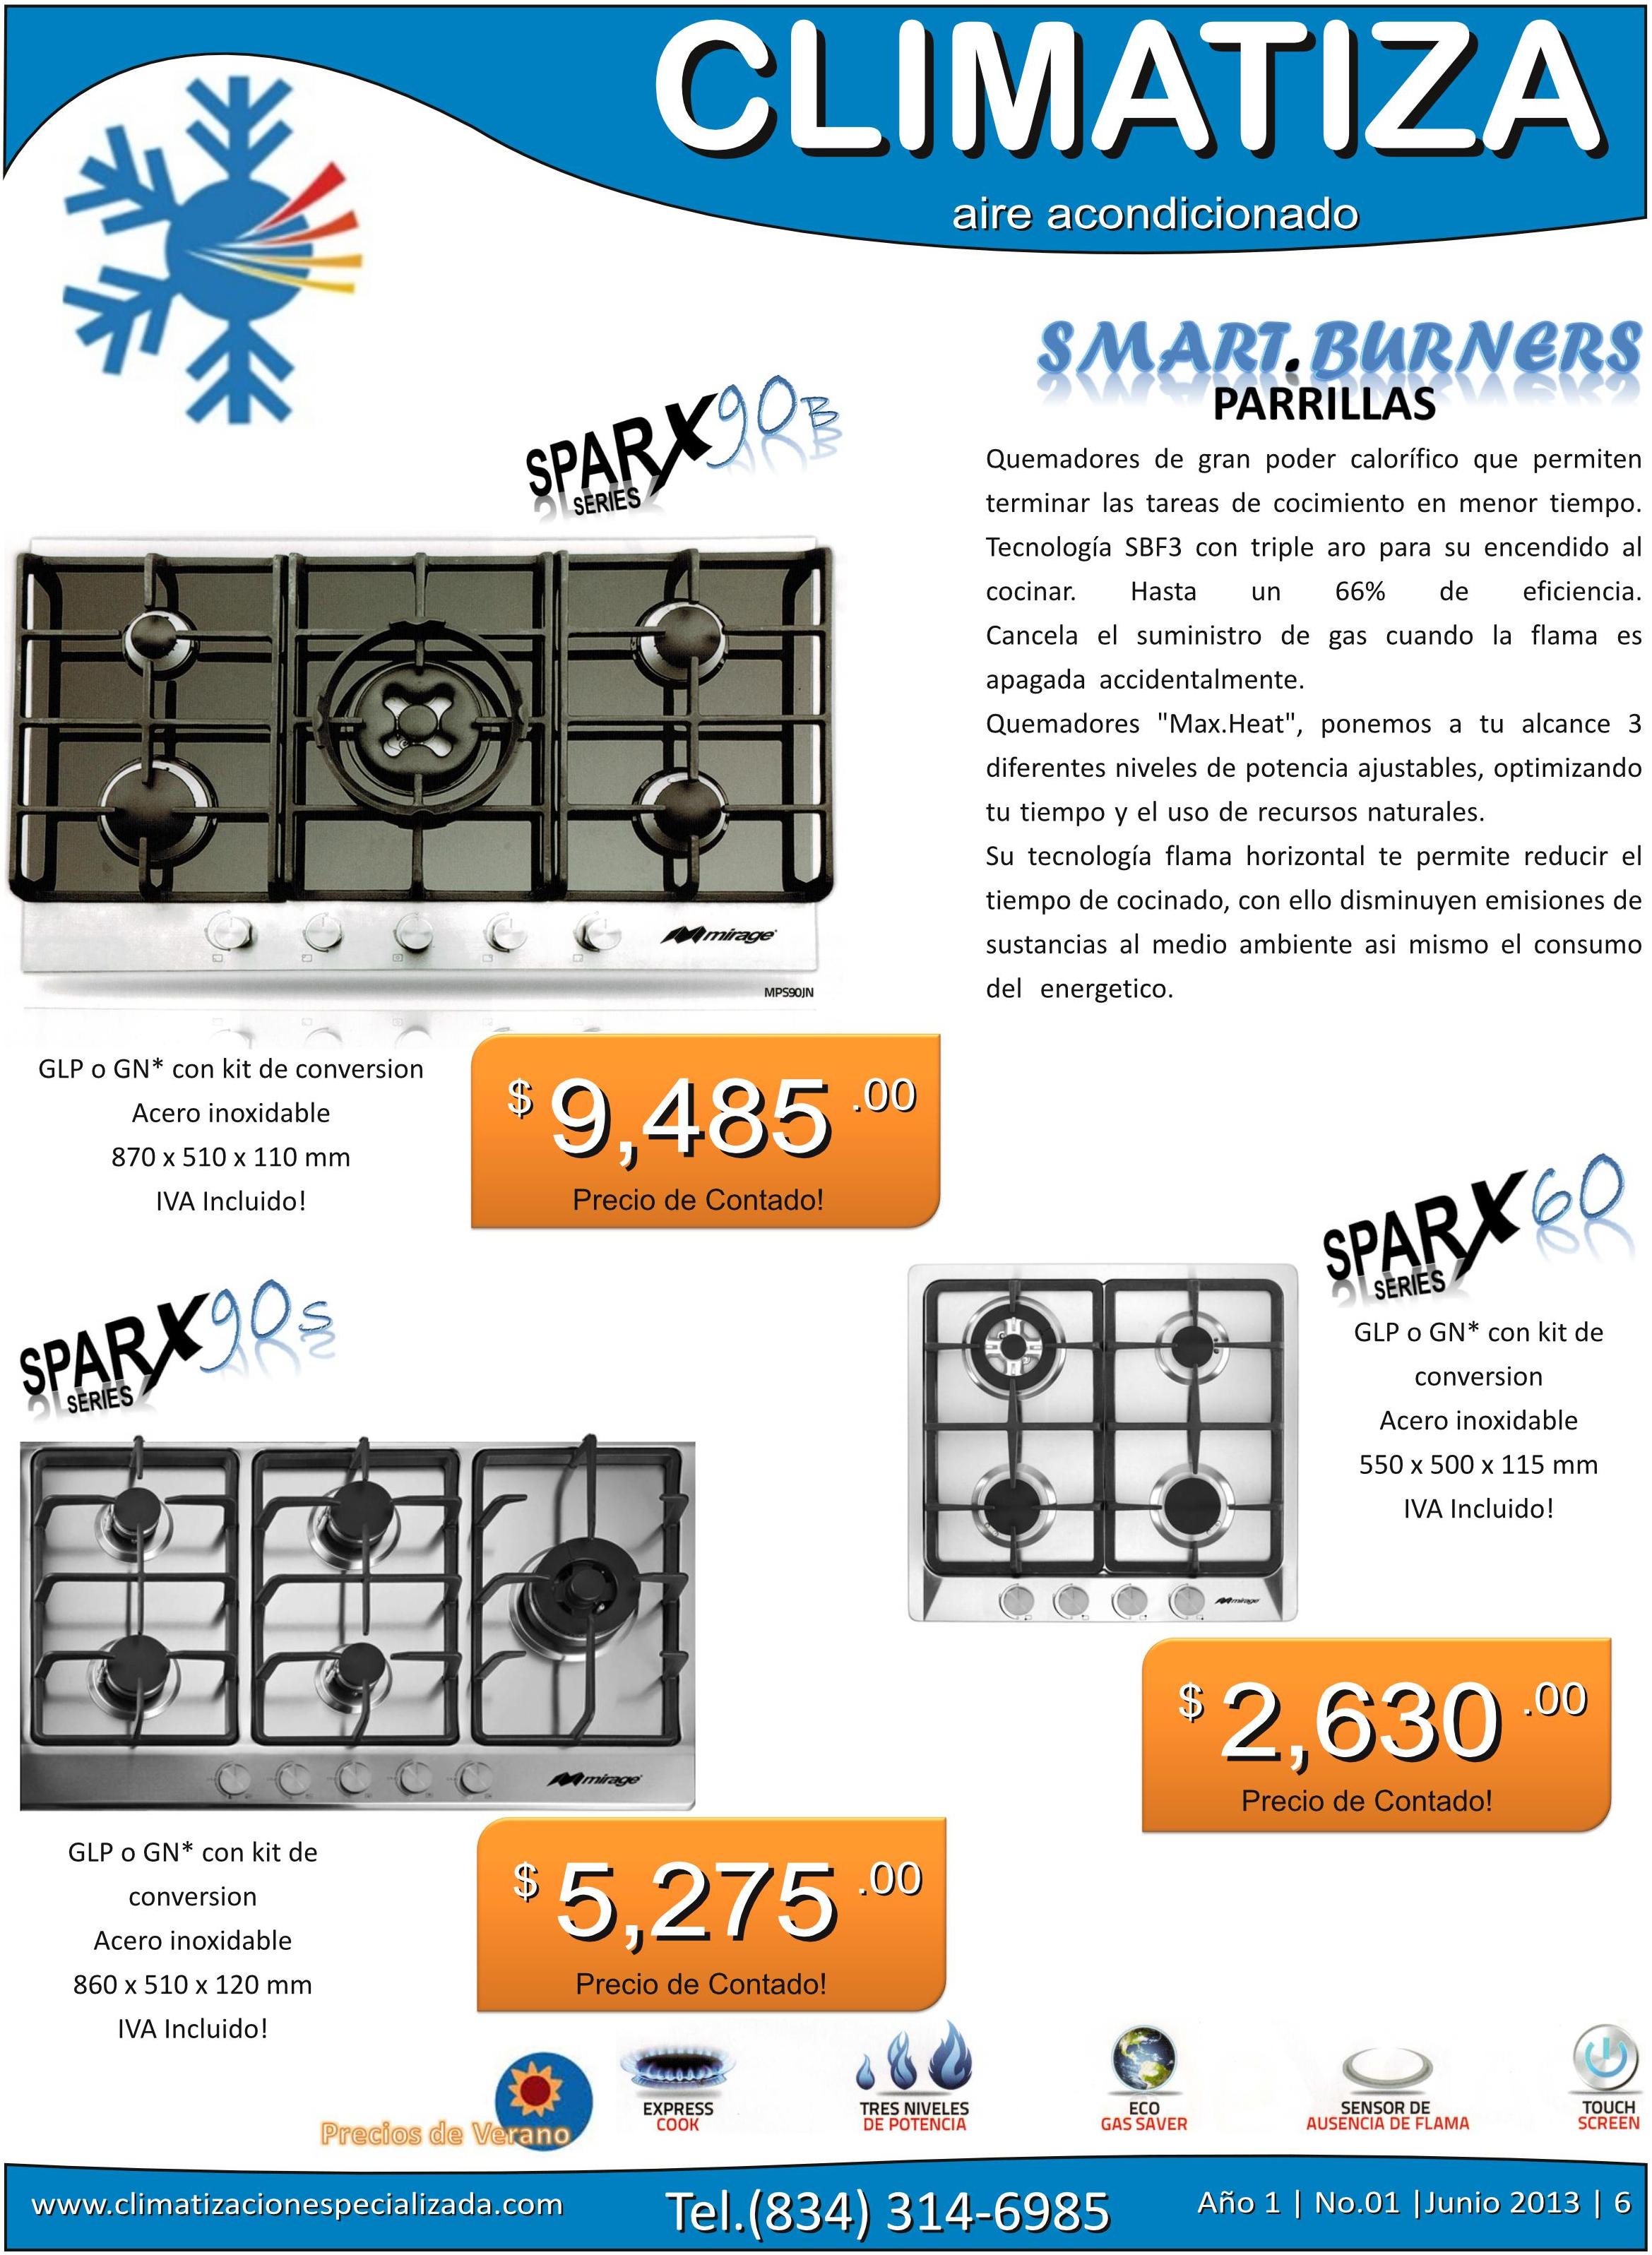 CLIMATIZA
aire acondicionado
SMART.BURNERS
PARRILLAS
SPARX90B
SERIES
Quemadores de gran poder calorífico que permiten
terminar las tareas de cocimiento en menor tiempo.
Tecnología SBF3 con triple aro para su encendido al
cocinar. Hasta un 66% de eficiencia.
Cancela el suministro de gas cuando la flama es
apagada accidentalmente.
Quemadores "Max.Heat", ponemos a tu alcance 3
diferentes niveles de potencia ajustables, optimizando
tu tiempo y el uso de recursos naturales.
Su tecnología flama horizontal te permite reducir el
tiempo de cocinado, con ello disminuyen emisiones de
sustancias al medio ambiente asi mismo el consumo
del energetico.
mirage
MPS90JN
GLP o GN* con kit de conversion
Acero inoxidable
870 x 510 x 110 mm
IVA Incluido!
$ 9,485.00
Precio de Contado!
SPARX60
SERIES
GLP o GN* con kit de
conversion
Acero inoxidable
550 x 500 x 115 mm
IVA Incluido!
mirage
$ 2,630.00
Precio de Contado!
SPARX90S
SERIES
mirage
GLP o GN* con kit de
conversion
Acero inoxidable
860 x 510 x 120 mm
IVA Incluido!
$ 5,275.00
Precio de Contado!
Precios de Verano
EXPRESS
COOK
TRES NIVELES
DE POTENCIA
ECO
GAS SAVER
SENSOR DE
AUSENCIA DE FLAMA
TOUCH
SCREEN
www.climatizacionespecializada.com
Tel.(834) 314-6985
Año 1 | No.01 |Junio 2013 | 6